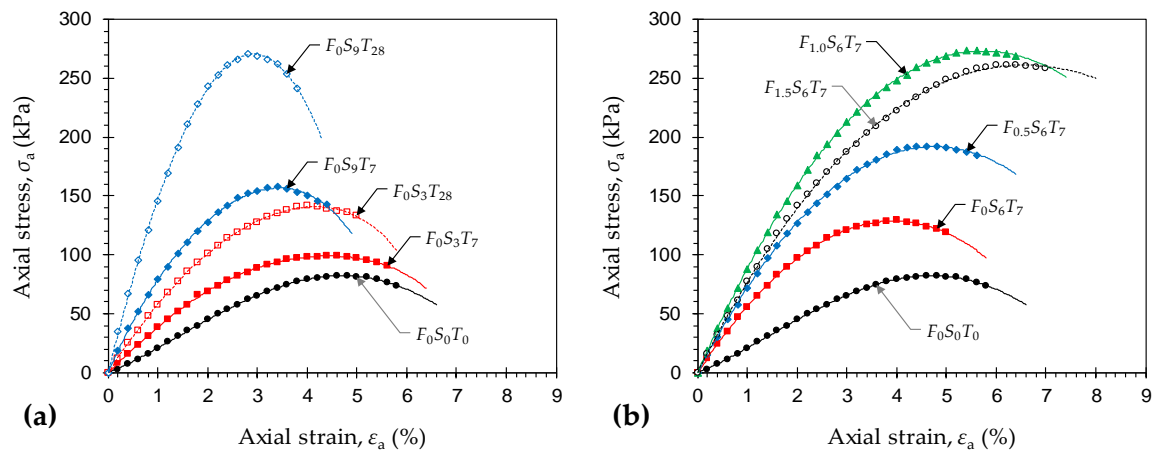 300
250
200
150
100
50
0
Axial stress, σa (kPa)
F0S9T28
F0S9T7
F0S3T28
F0S3T7
F0S0T0
0 1 2 3 4 5 6 7 8 9
Axial strain, εa (%)
(a)
300
250
200
150
100
50
0
Axial stress, σa (kPa)
F1.0S6T7
F1.5S6T7
F0.5S6T7
F0S6T7
F0S0T0
0 1 2 3 4 5 6 7 8 9
Axial strain, εa (%)
(b)